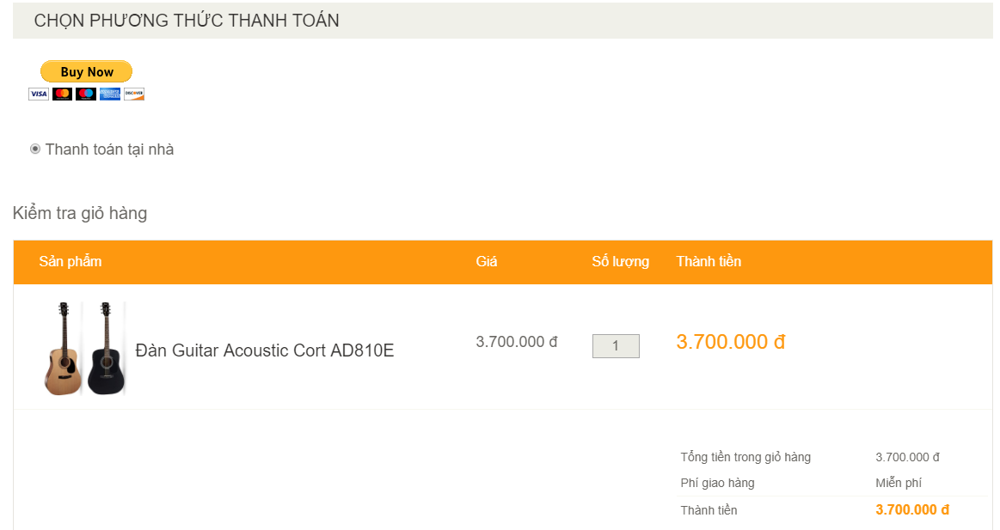 CHỌN PHƯƠNG THỨC THANH TOÁN
Buy Now
VISA DISCOVER
Thanh toán tại nhà
Kiểm tra giỏ hàng
Sản phẩm Giá Số lượng Thành tiền
Đàn Guitar Acoustic Cort AD810E 3.700.000 đ 1 3.700.000 đ
Tổng tiền trong giỏ hàng 3.700.000 đ
Phí giao hàng Miễn phí
Thành tiền 3.700.000 đ